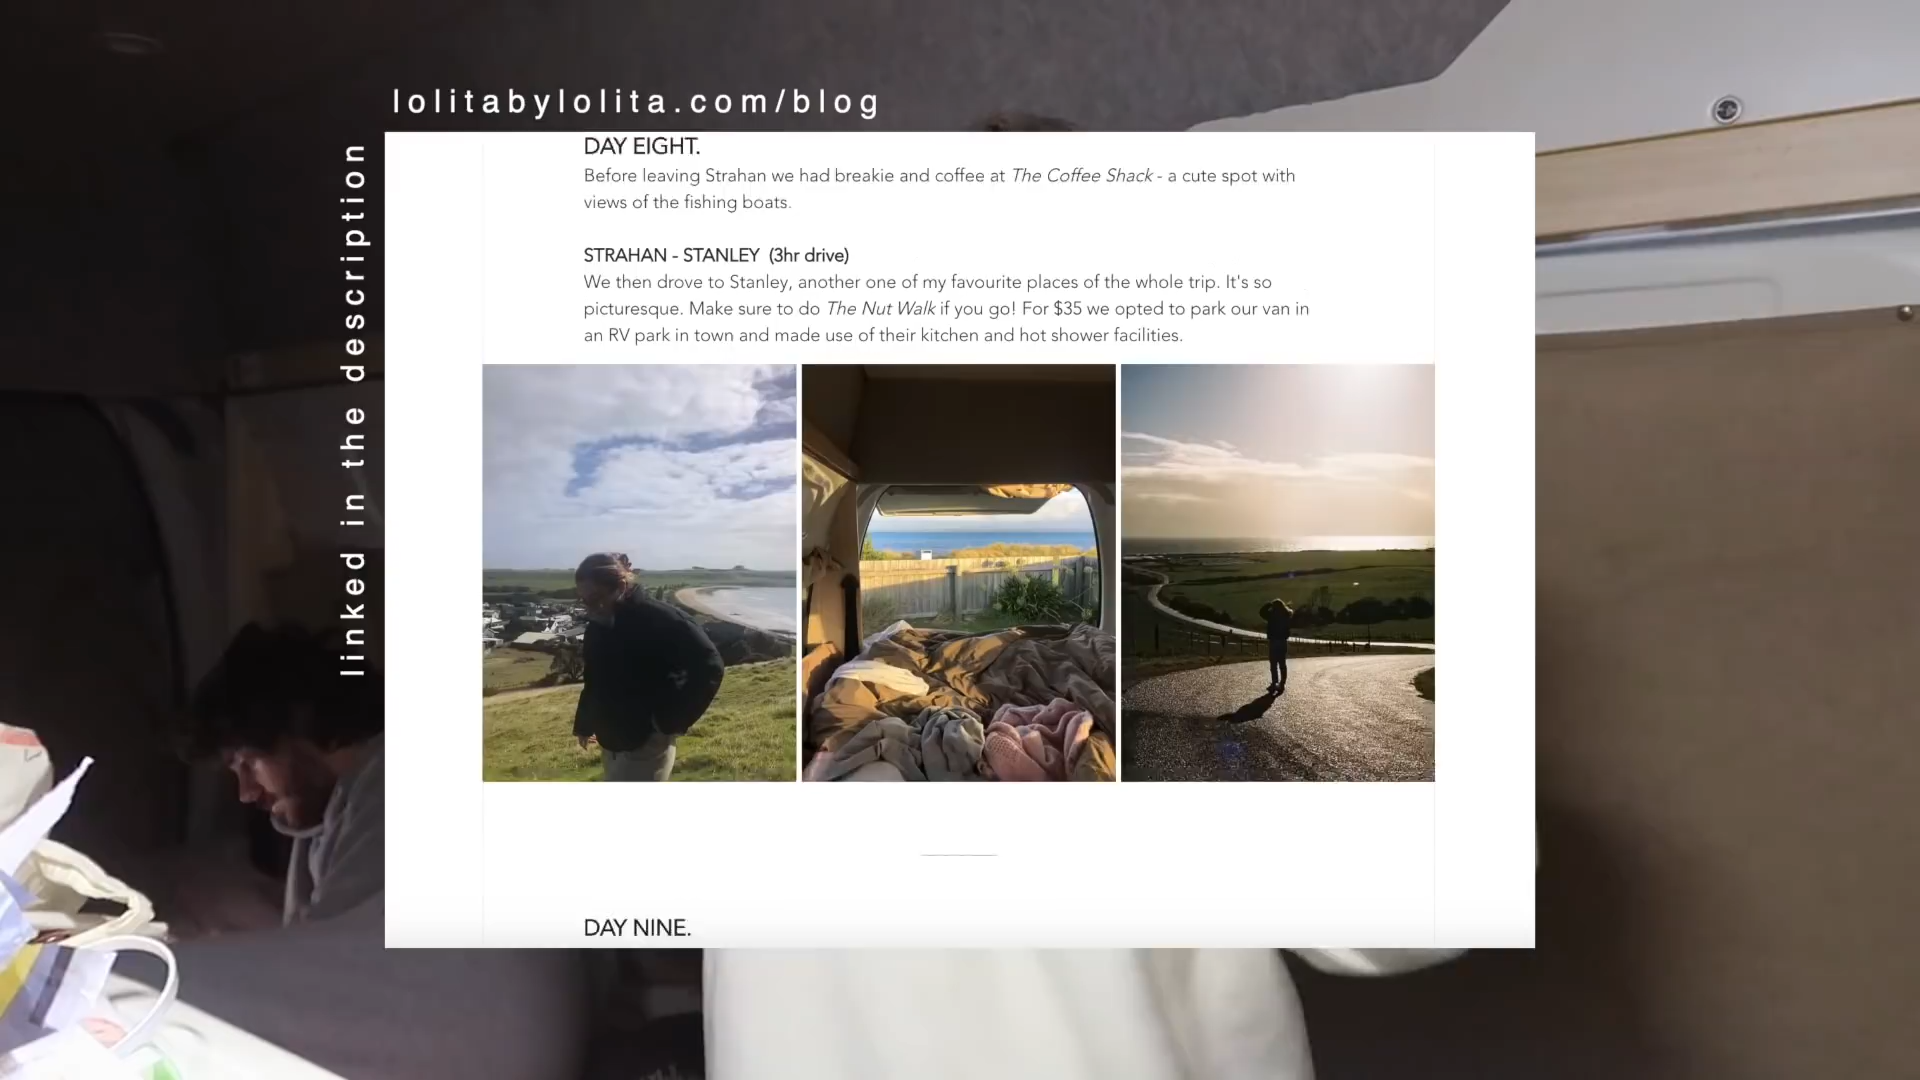 lolitabylolita.com/blog
linked in the description
DAY EIGHT.
Before leaving Strahan we had breakie and coffee at The Coffee Shack - a cute spot with
views of the fishing boats.
STRAHAN - STANLEY (3hr drive)
We then drove to Stanley, another one of my favourite places of the whole trip. It's so
picturesque. Make sure to do The Nut Walk if you go! For $35 we opted to park our van in
an RV park in town and made use of their kitchen and hot shower facilities.
DAY NINE.